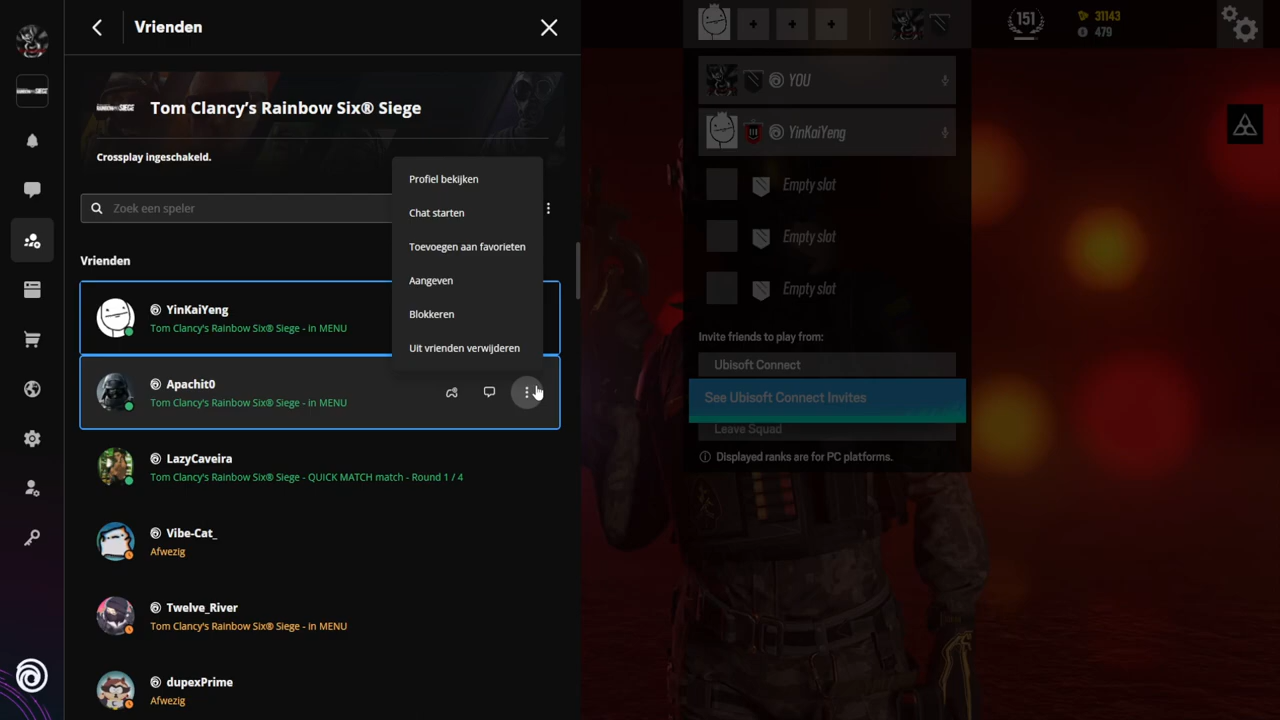 Vrienden
Tom Clancy's Rainbow Six® Siege
Crossplay ingeschakeld.
Zoek een speler
Profiel bekijken
Chat starten
Toevoegen aan favorieten
Aangeven
Blokkeren
Uit vrienden verwijderen
Vrienden
YinKaiYeng
Tom Clancy's Rainbow Six® Siege - in MENU
Apachit0
Tom Clancy's Rainbow Six® Siege - in MENU
LazyCaveira
Tom Clancy's Rainbow Six® Siege - QUICK MATCH match - Round 1 / 4
Vibe-Cat_
Afwezig
Twelve_River
Tom Clancy's Rainbow Six® Siege - in MENU
dupexPrime
Afwezig
151
31143
479
YOU
YinKaiYeng
Empty slot
Empty slot
Empty slot
Invite friends to play from:
Ubisoft Connect
See Ubisoft Connect Invites
Leave Squad
Displayed ranks are for PC platforms.